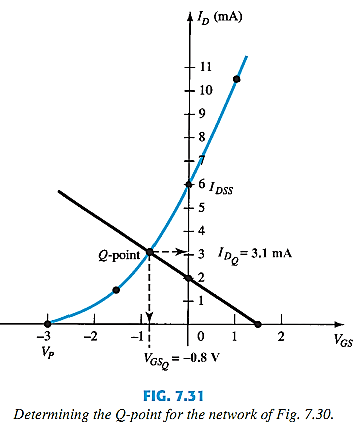 I_D (mA)
11
10
9
8
7
6 I_DSS
5
4
Q-point 3 I_DQ = 3.1 mA
2
1
-3 -2 -1 0 1 2 V_GS
V_P
V_GSQ = -0.8 V
FIG. 7.31
Determining the Q-point for the network of Fig. 7.30.